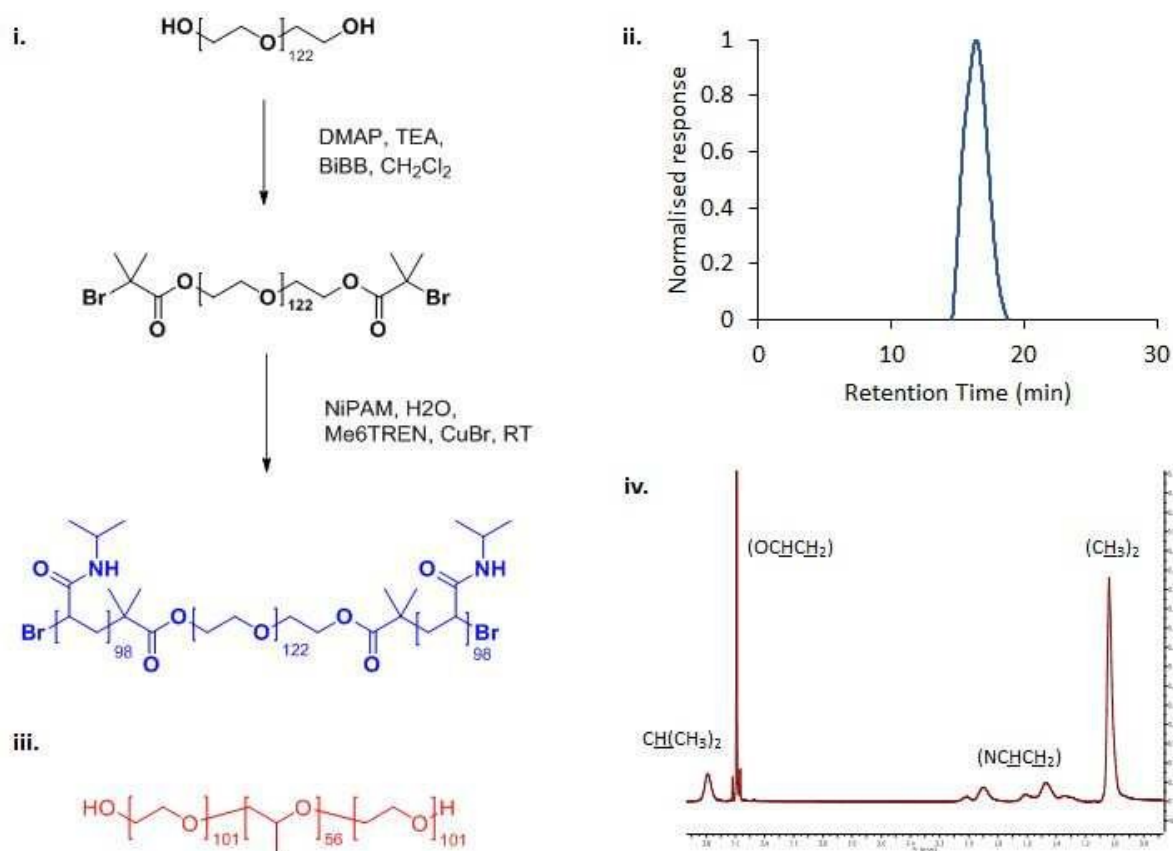 i.
HO
O
122
OH
DMAP, TEA,
BiBB, CH2Cl2
Br
O
O
O
122
O
O
Br
NiPAM, H2O,
Me6TREN, CuBr, RT
O
NH
Br
98
O
O
O
122
O
O
98
Br
O
NH
iii.
HO
O
101
O
56
O
H
101
ii.
Normalised response
1
0.8
0.6
0.4
0.2
0
0
10
20
30
Retention Time (min)
iv.
(OCHCH2)
(CH3)2
CH(CH3)2
(NCHCH2)